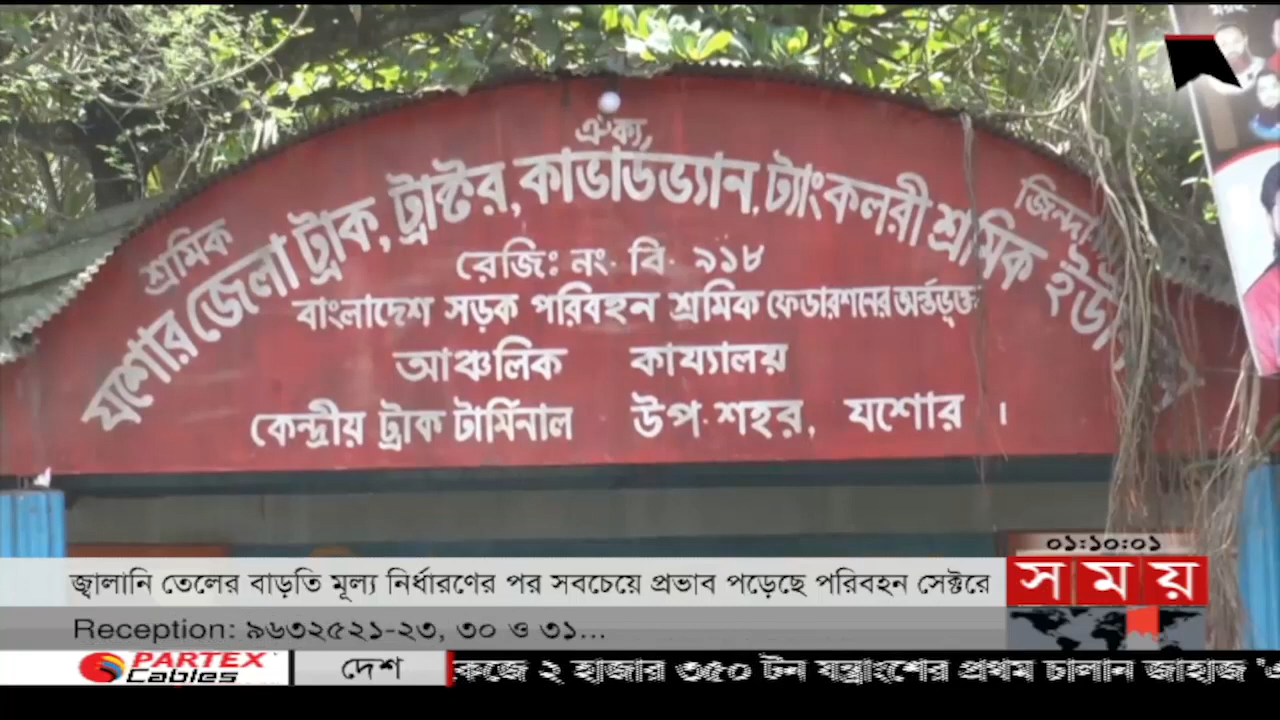 ঐক্য
শ্রমিক
যশোর জেলা ট্রাক, ট্রাক্টর, কাভার্ডভ্যান, ট্যাংকলরী শ্রমিক
রেজিঃ নং- বি- ৯১৮
বাংলাদেশ সড়ক পরিবহন শ্রমিক ফেডারশনের অর্ন্তভূক্ত
আঞ্চলিক কায্যালয়
কেন্দ্রীয় ট্রাক টার্মিনাল উপ-শহর, যশোর ।
০১:১০:০১
জ্বালানি তেলের বাড়তি মূল্য নির্ধারণের পর সবচেয়ে প্রভাব পড়েছে পরিবহন সেক্টরে
সময়
Reception: ৯৬৩২৫২১-২৩, ৩০ ও ৩১...
PARTEX
Cables
দেশ
২ হাজার ৩৫০ টন যন্ত্রাংশের প্রথম চালান জাহাজ